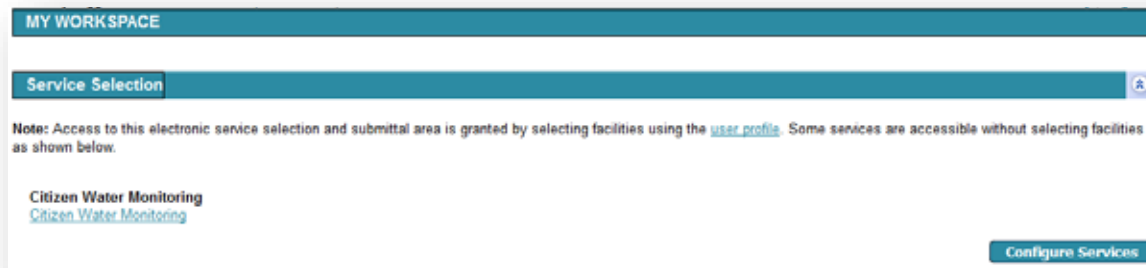 MY WORKSPACE
Service Selection
Note: Access to this electronic service selection and submittal area is granted by selecting facilities using the user profile. Some services are accessible without selecting facilities
as shown below.
Citizen Water Monitoring
Citizen Water Monitoring
Configure Services